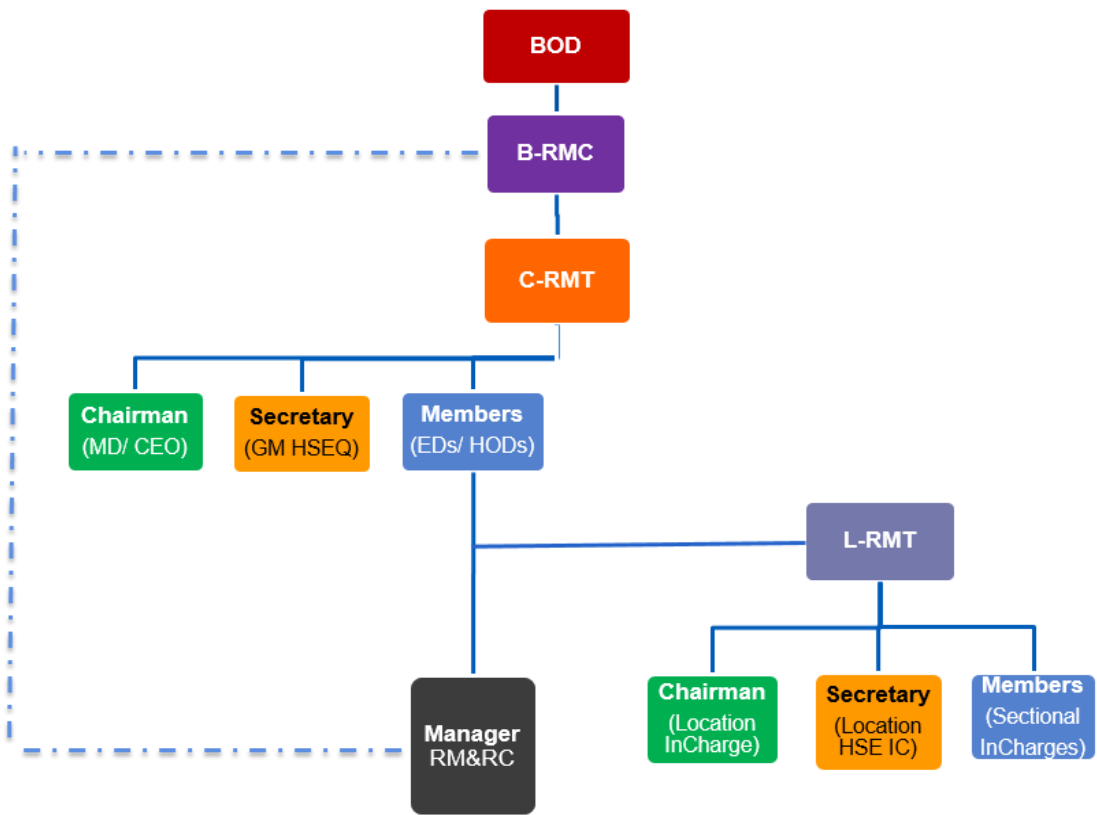 BOD
B-RMC
C-RMT
Chairman
(MD/ CEO)
Secretary
(GM HSEQ)
Members
(EDs/ HODs)
L-RMT
Manager
RM&RC
Chairman
(Location
InCharge)
Secretary
(Location
HSE IC)
Members
(Sectional
InCharges)